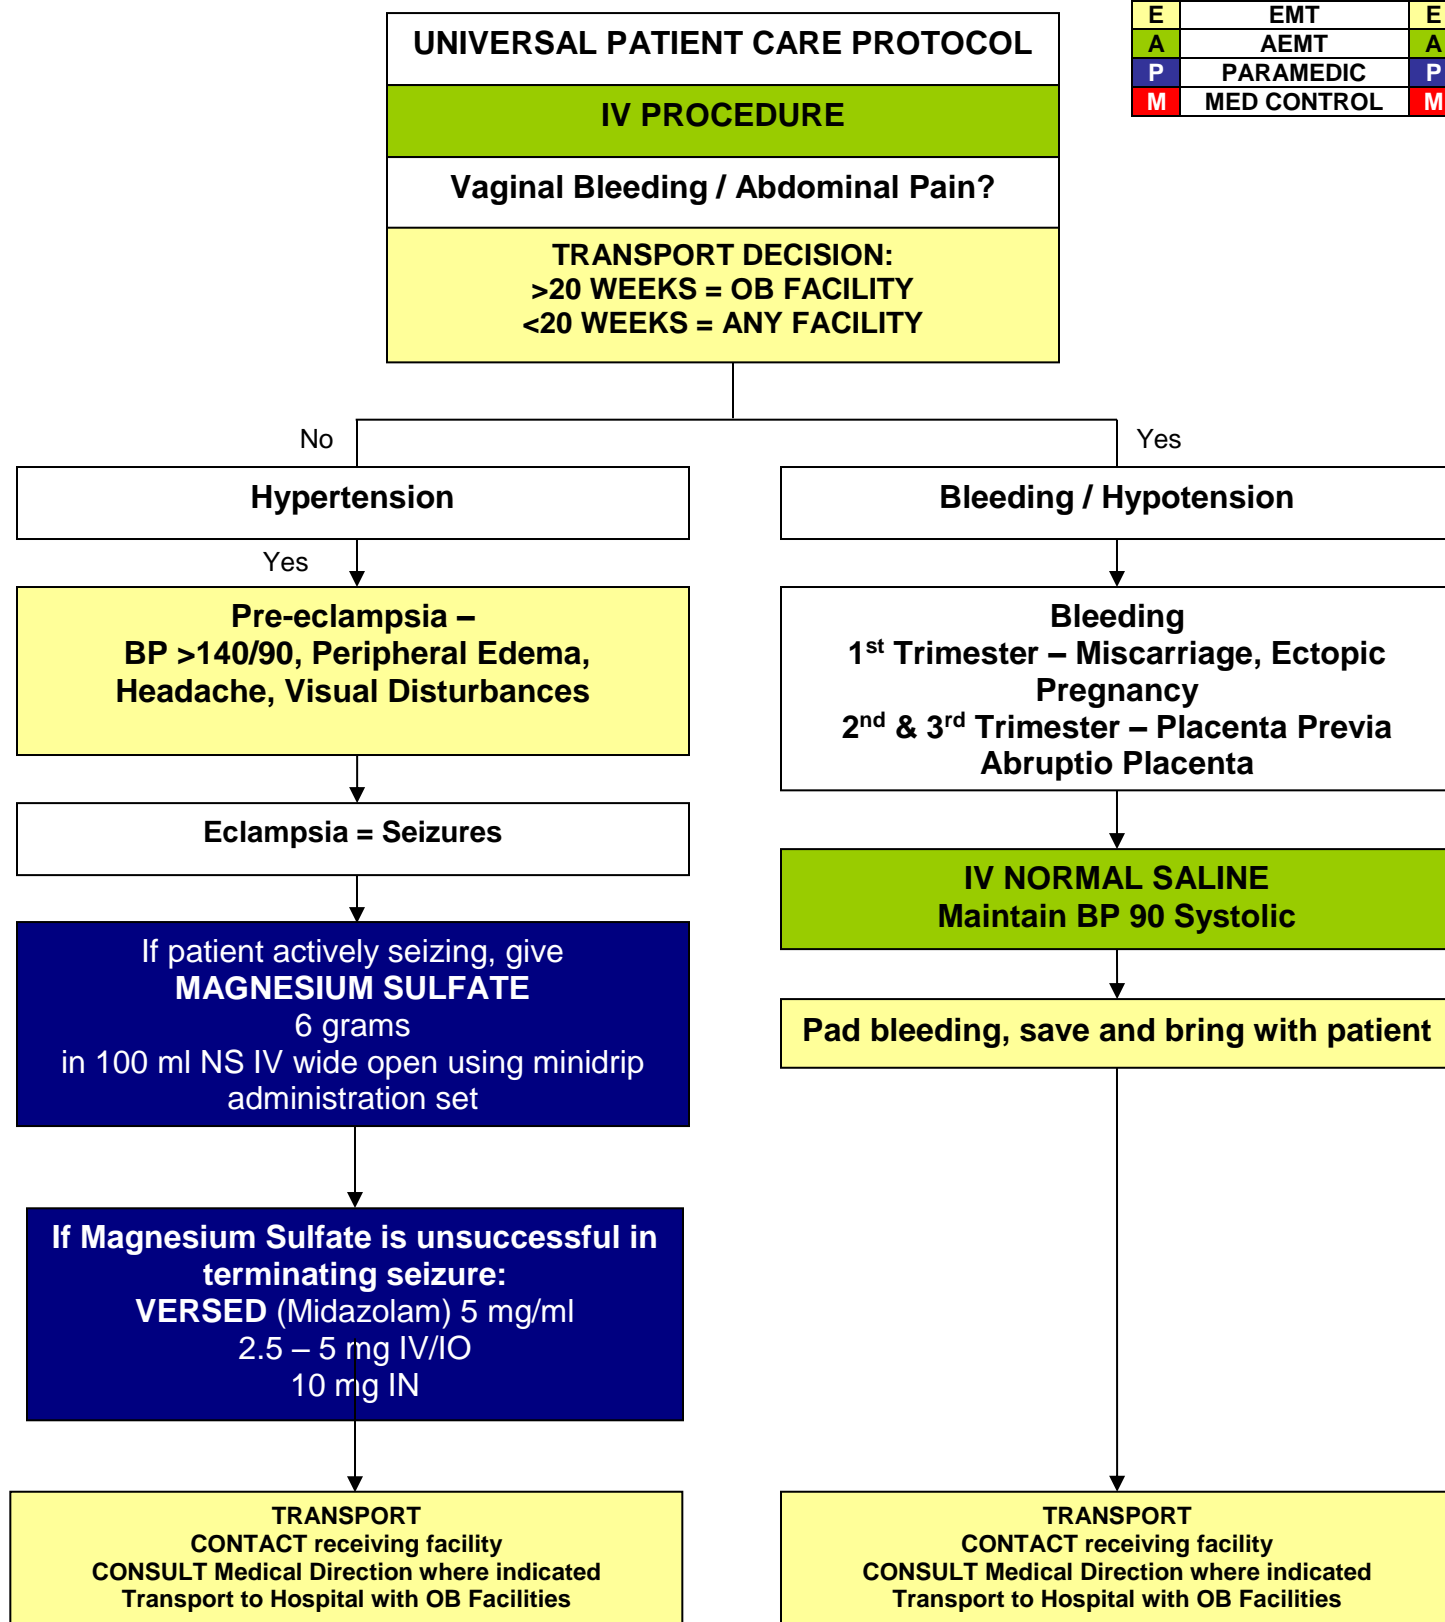 E EMT E
A AEMT A
P PARAMEDIC P
M MED CONTROL M
UNIVERSAL PATIENT CARE PROTOCOL
IV PROCEDURE
Vaginal Bleeding / Abdominal Pain?
TRANSPORT DECISION:
>20 WEEKS = OB FACILITY
<20 WEEKS = ANY FACILITY
No
Hypertension
Yes
Pre-eclampsia –
BP >140/90, Peripheral Edema,
Headache, Visual Disturbances
Eclampsia = Seizures
If patient actively seizing, give
MAGNESIUM SULFATE
6 grams
in 100 ml NS IV wide open using minidrip
administration set
If Magnesium Sulfate is unsuccessful in
terminating seizure:
VERSED (Midazolam) 5 mg/ml
2.5 – 5 mg IV/IO
10 mg IN
TRANSPORT
CONTACT receiving facility
CONSULT Medical Direction where indicated
Transport to Hospital with OB Facilities
Yes
Bleeding / Hypotension
Bleeding
1st Trimester – Miscarriage, Ectopic
Pregnancy
2nd & 3rd Trimester – Placenta Previa
Abruptio Placenta
IV NORMAL SALINE
Maintain BP 90 Systolic
Pad bleeding, save and bring with patient
TRANSPORT
CONTACT receiving facility
CONSULT Medical Direction where indicated
Transport to Hospital with OB Facilities